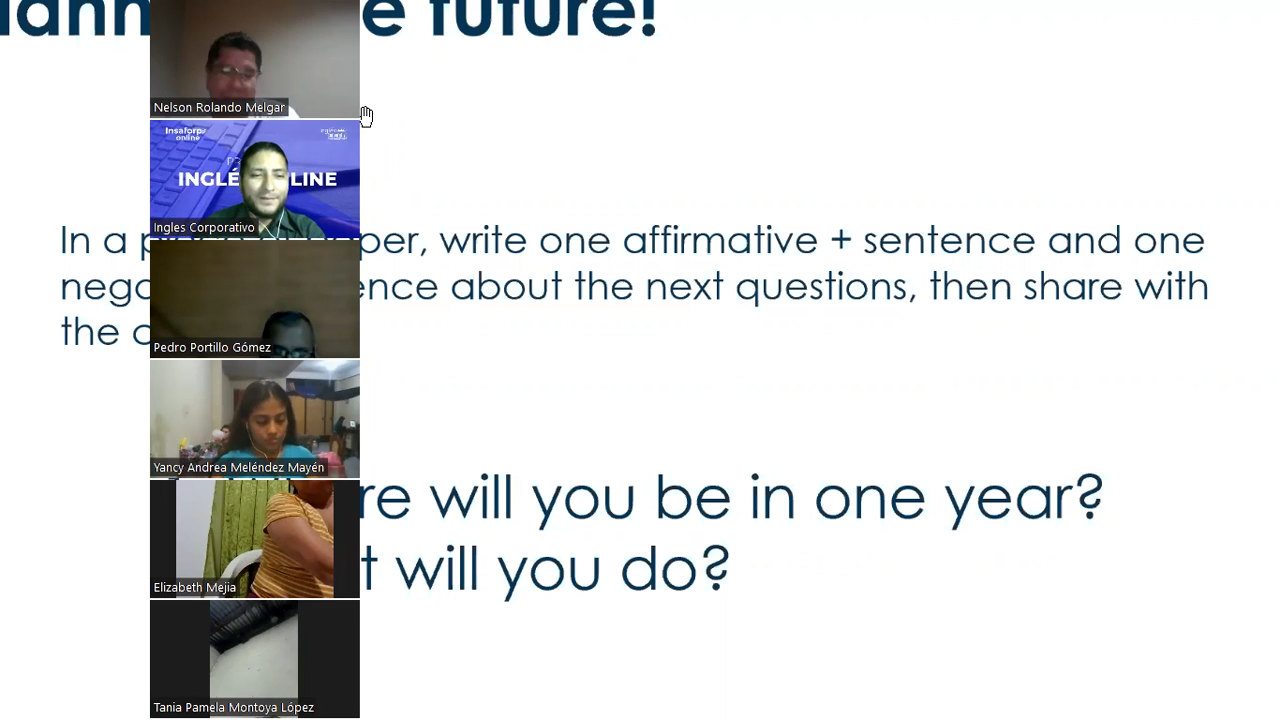 e future!
Nelson Rolando Melgar
Insaforp
online
INGLÉ LINE
Ingles Corporativo
In a per, write one affirmative + sentence and one
nega ence about the next questions, then share with
the
Pedro Portillo Gómez
Yancy Andrea Meléndez Mayén
re will you be in one year?
t will you do?
Elizabeth Mejia
Tania Pamela Montoya López